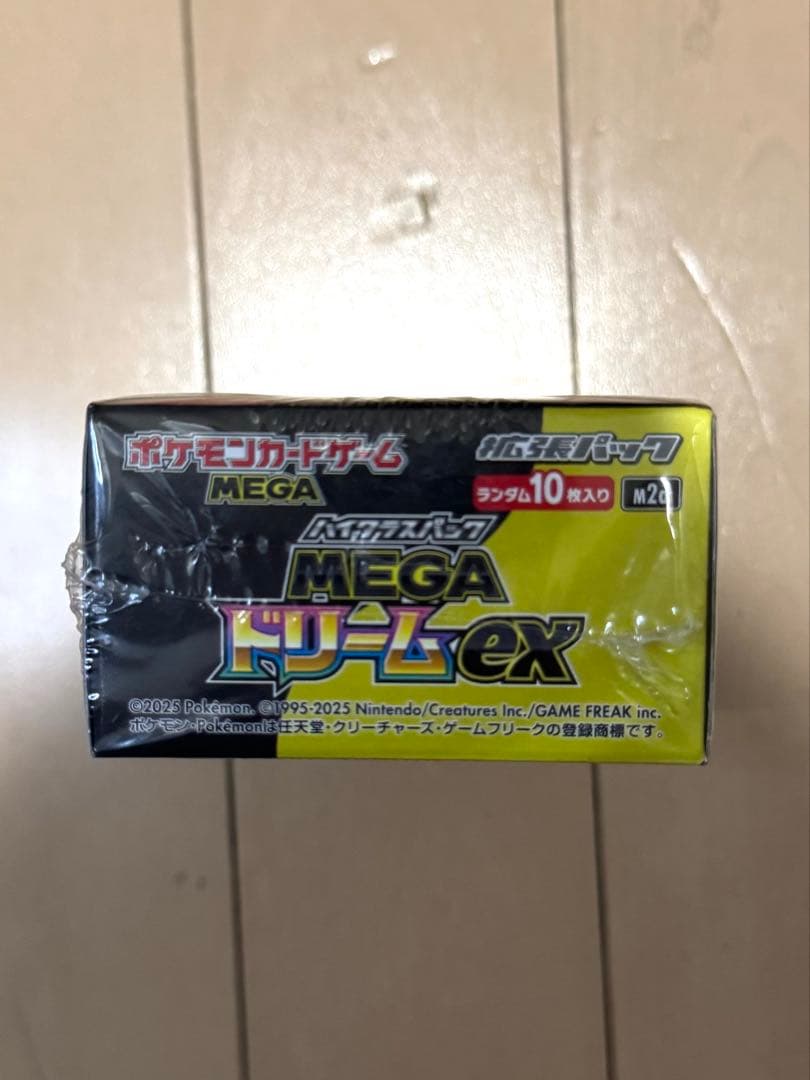 ポケモンカードゲーム 拡張パック
MEGA ランダム10枚入り M2a
ハイクラスパック
MEGA
ドリームex
©2025 Pokémon. ©1995-2025 Nintendo/Creatures Inc./GAME FREAK inc.
ポケモン・Pokémonは任天堂・クリーチャーズ・ゲームフリークの登録商標です。